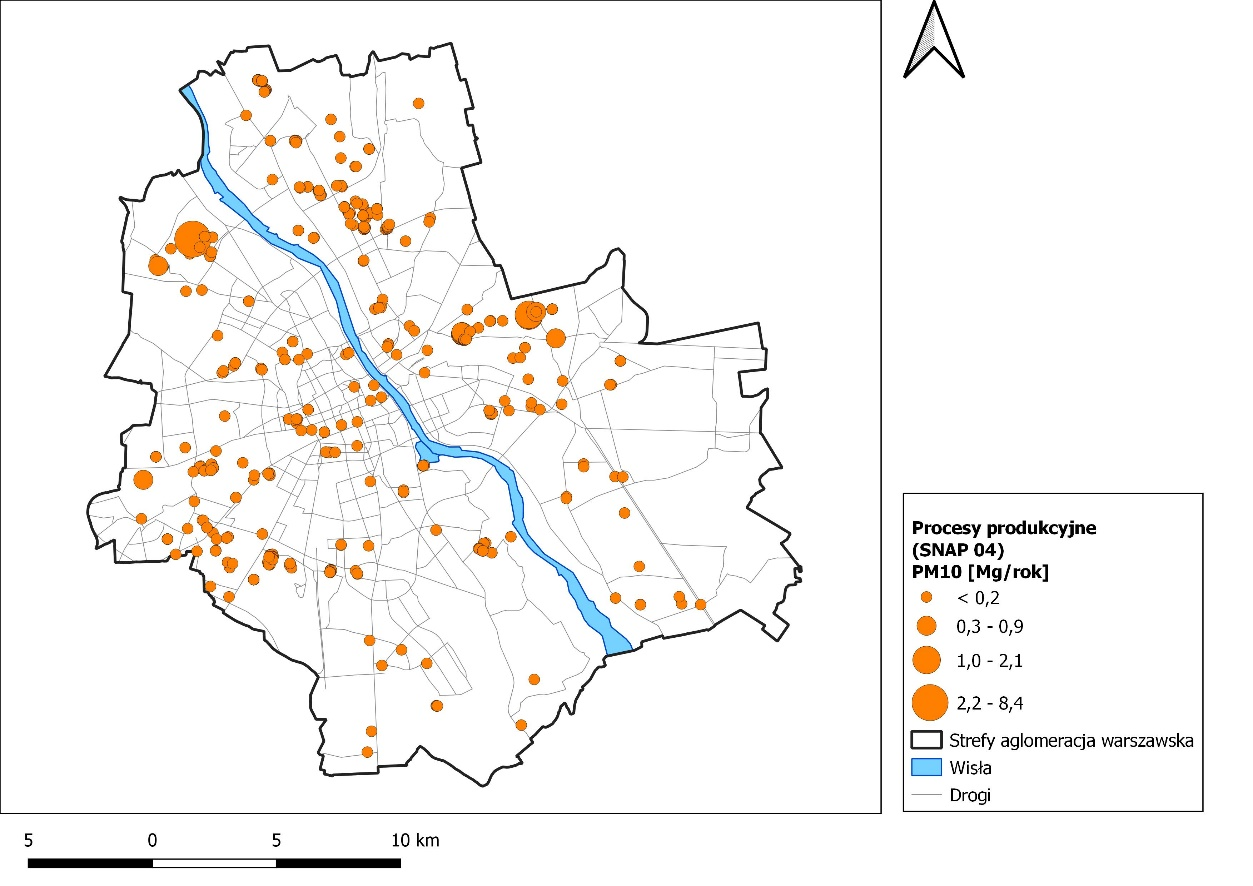 Procesy produkcyjne
(SNAP 04)
PM10 [Mg/rok]
< 0,2
0,3 - 0,9
1,0 - 2,1
2,2 - 8,4
Strefy aglomeracja warszawska
Wisła
Drogi
5 0 5 10 km